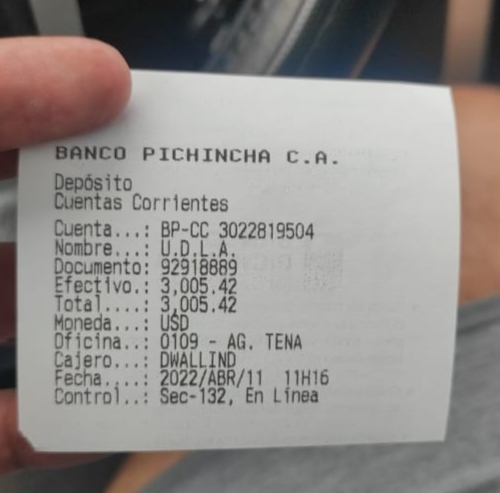 BANCO PICHINCHA C.A.
Depósito
Cuentas Corrientes
Cuenta...: BP-CC 3022819504
Nombre...: U.D.L.A.
Documento: 92918889
Efectivo.: 3,005.42
Total....: 3,005.42
Moneda...: USD
Oficina..: 0109 - AG. TENA
Cajero...: DWALLIND
Fecha....: 2022/ABR/11 11H16
Control..: Sec-132, En Línea